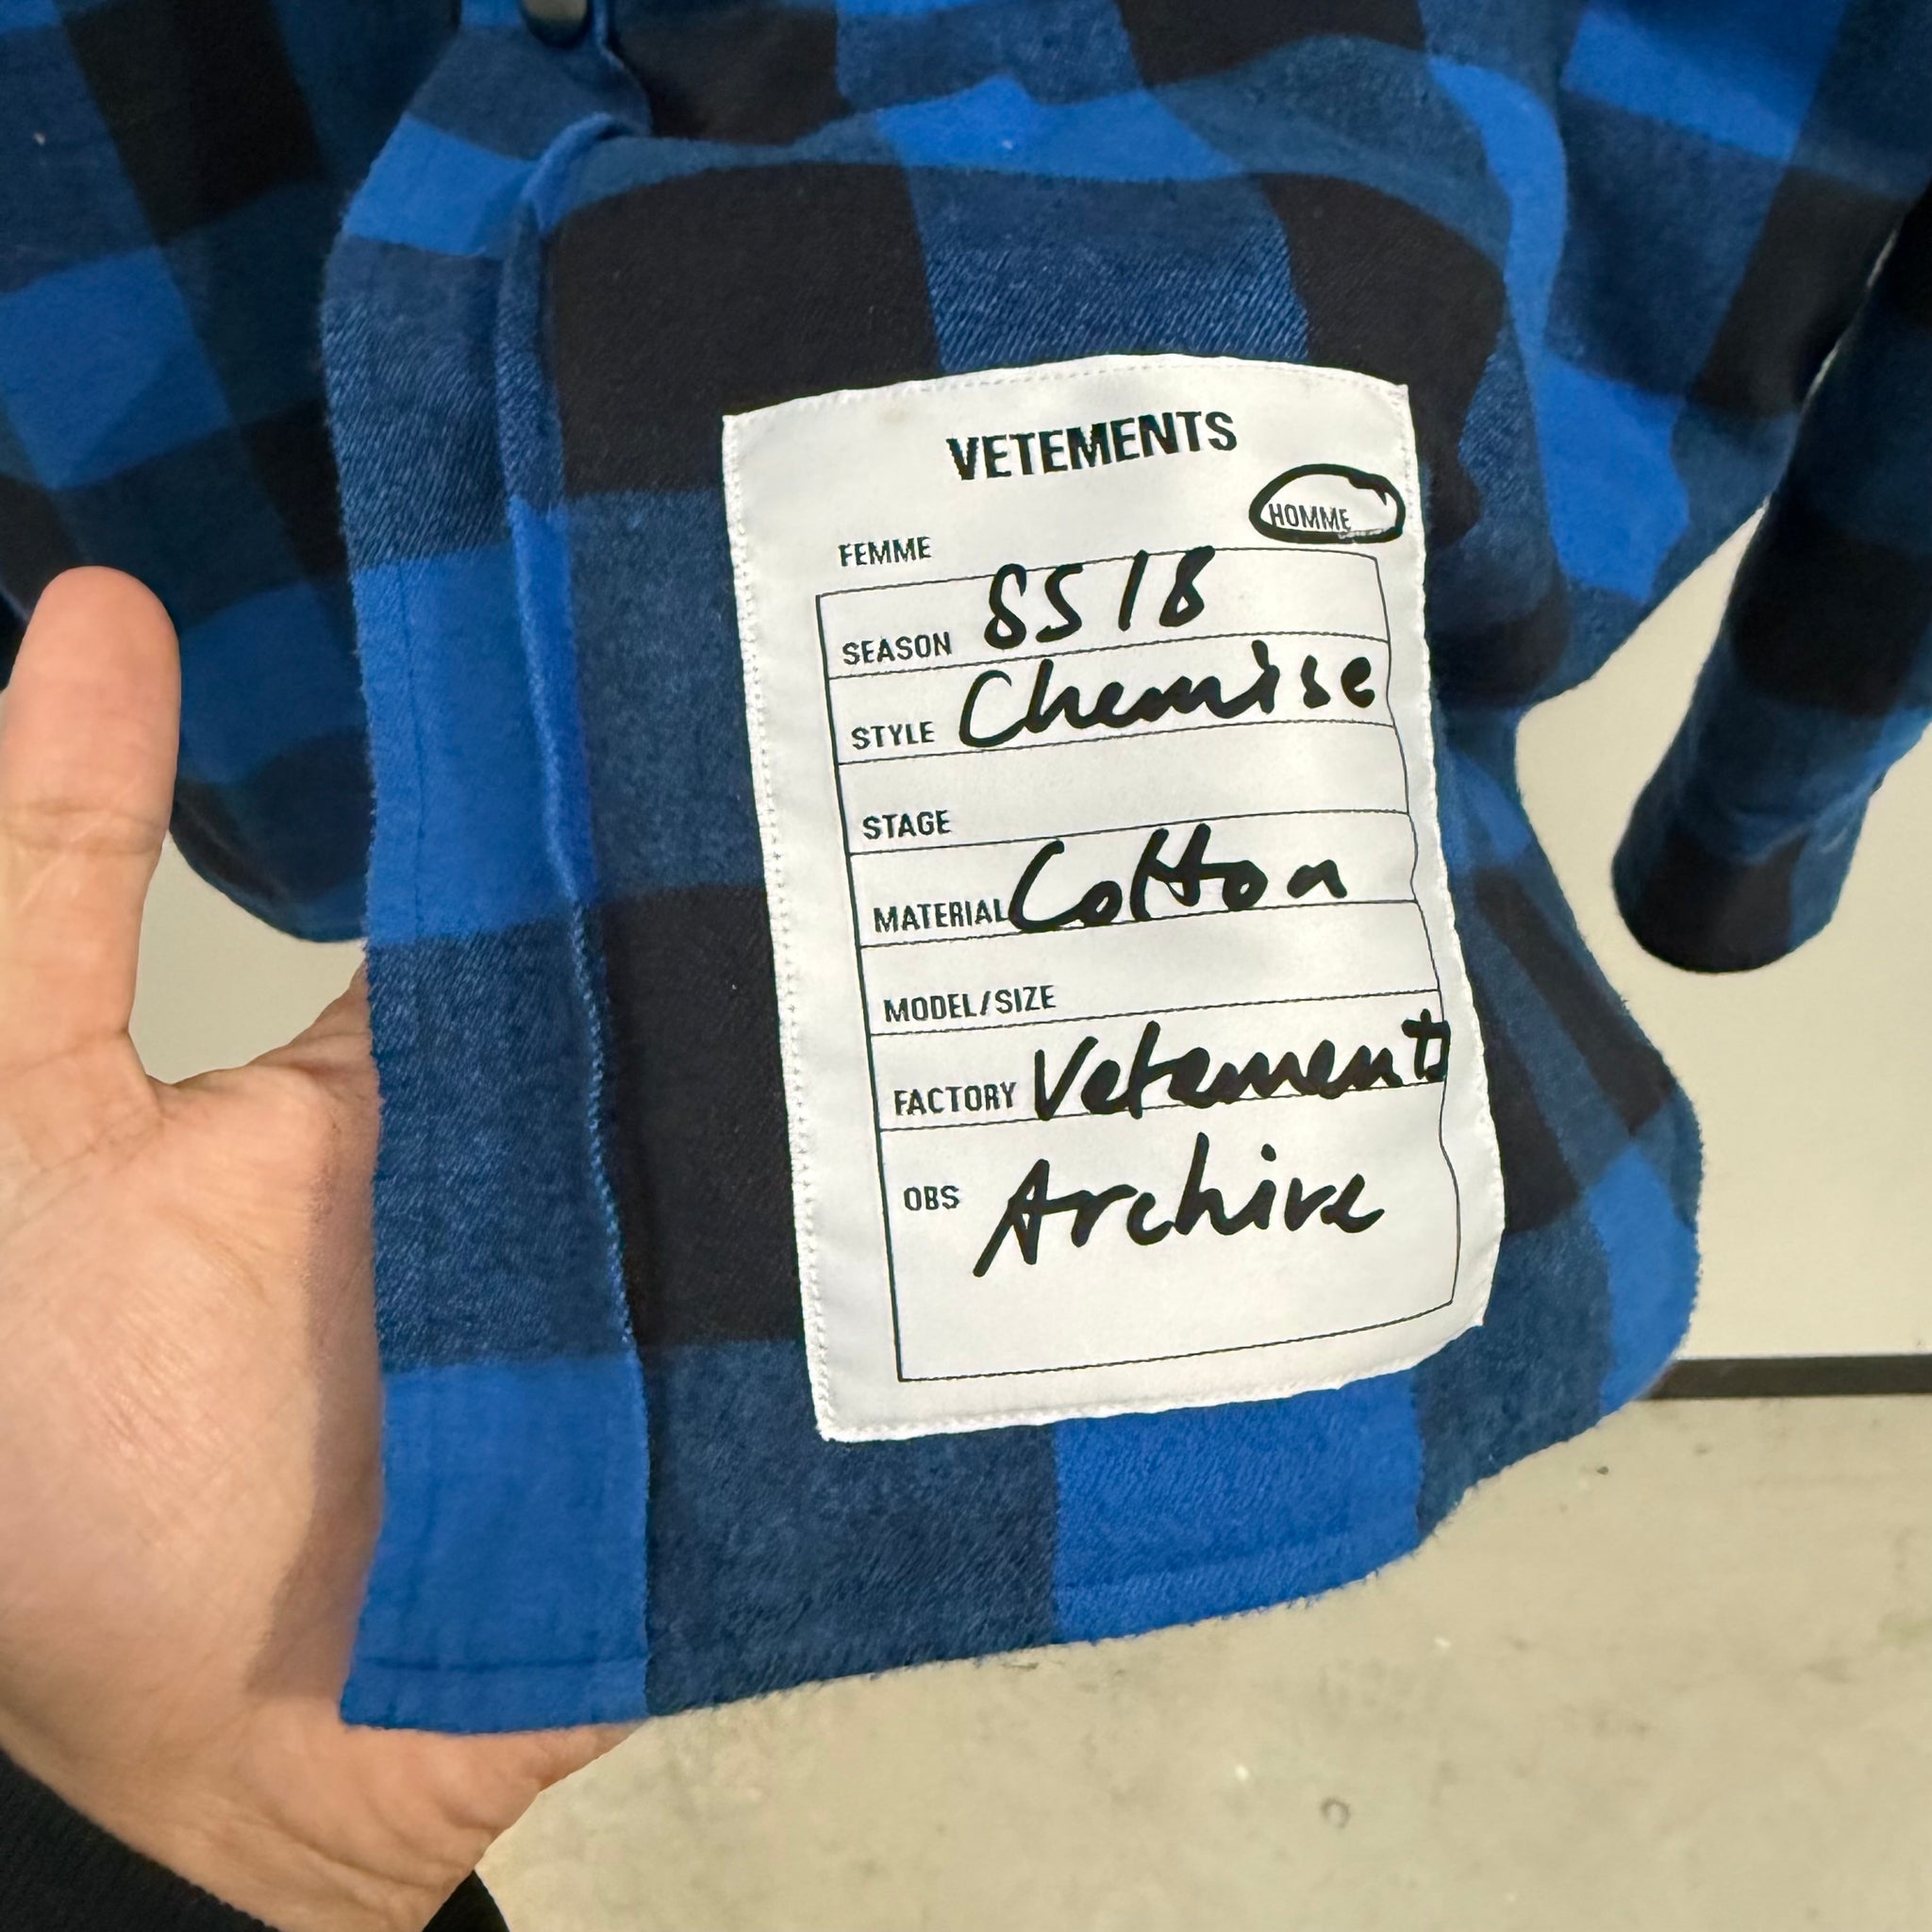 VETEMENTS
FEMME HOMME
SEASON SS18
STYLE Chemise
STAGE
MATERIAL Cotton
MODEL/SIZE
FACTORY Vetements
OBS Archive